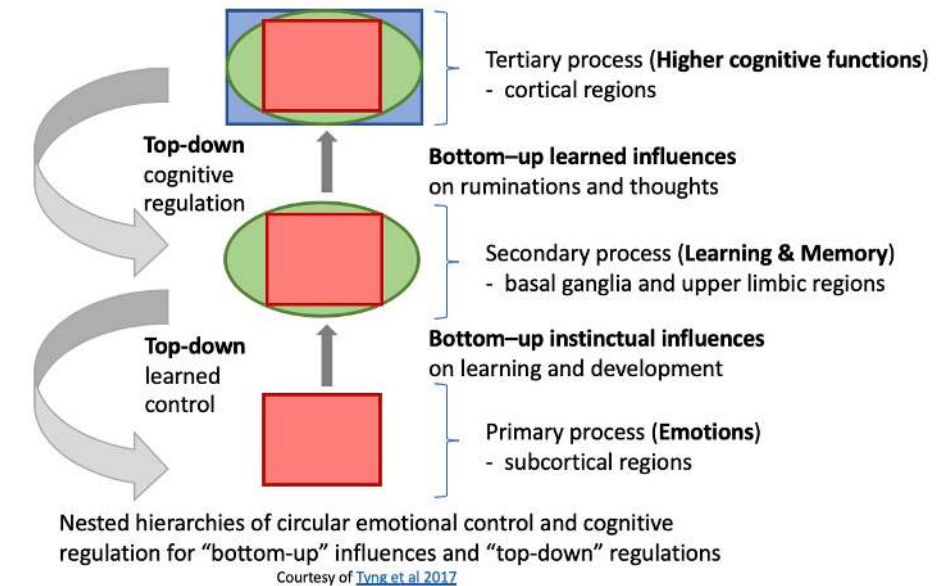 Tertiary process (Higher cognitive functions)
- cortical regions
Top-down
cognitive
regulation
Bottom–up learned influences
on ruminations and thoughts
Secondary process (Learning & Memory)
- basal ganglia and upper limbic regions
Top-down
learned
control
Bottom–up instinctual influences
on learning and development
Primary process (Emotions)
- subcortical regions
Nested hierarchies of circular emotional control and cognitive
regulation for “bottom-up” influences and “top-down” regulations
Courtesy of Tyng et al 2017